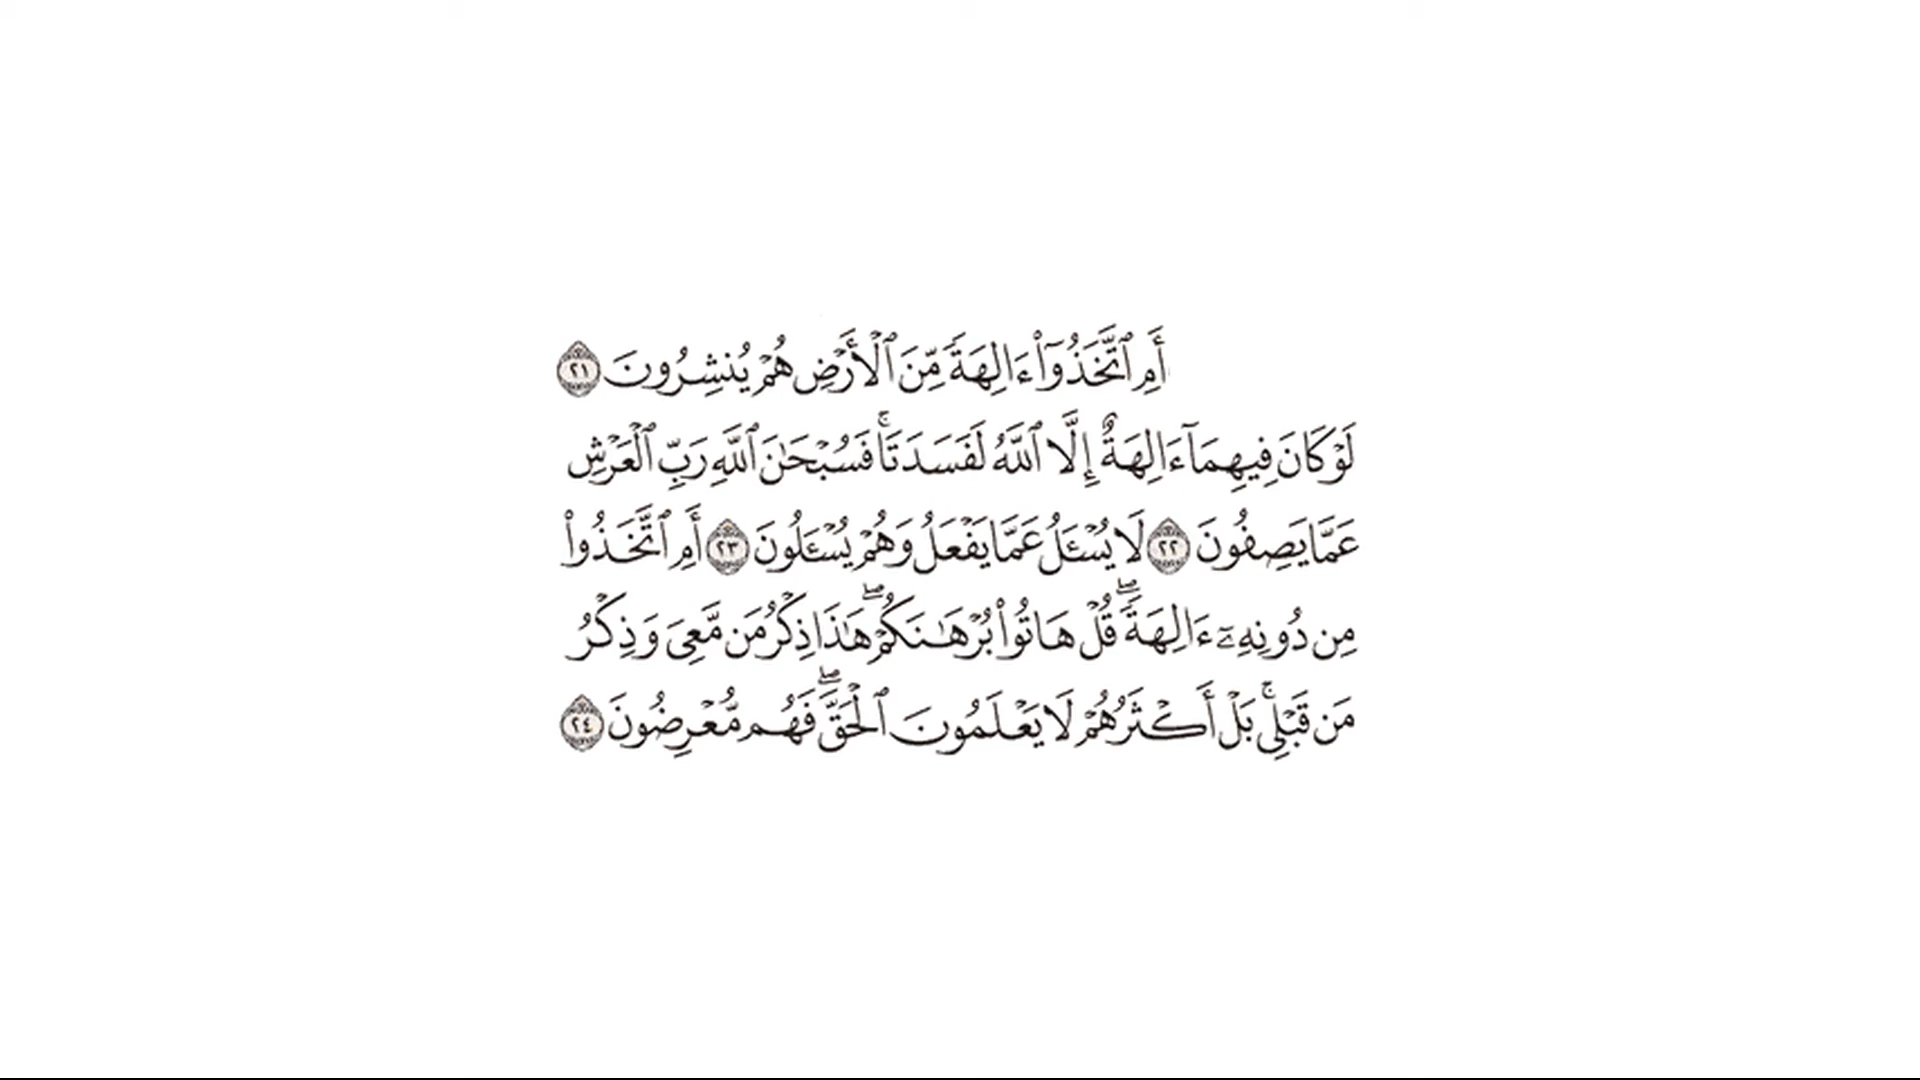 أَمِ ٱتَّخَذُوٓاْ ءَالِهَةٗ مِّنَ ٱلۡأَرۡضِ هُمۡ يُنشِرُونَ ٢١
لَوۡ كَانَ فِيهِمَآ ءَالِهَةٌ إِلَّا ٱللَّهُ لَفَسَدَتَاۚ فَسُبۡحَٰنَ ٱللَّهِ رَبِّ ٱلۡعَرۡشِ
عَمَّا يَصِفُونَ ٢٢ لَا يُسۡـَٔلُ عَمَّا يَفۡعَلُ وَهُمۡ يُسۡـَٔلُونَ ٢٣ أَمِ ٱتَّخَذُواْ
مِن دُونِهِۦٓ ءَالِهَةٗۖ قُلۡ هَاتُواْ بُرۡهَٰنَكُمۡۖ هَٰذَا ذِكۡرُ مَن مَّعِيَ وَذِكۡرُ
مَن قَبۡلِيۚ بَلۡ أَكۡثَرُهُمۡ لَا يَعۡلَمُونَ ٱلۡحَقَّۖ فَهُم مُّعۡرِضُونَ ٢٤